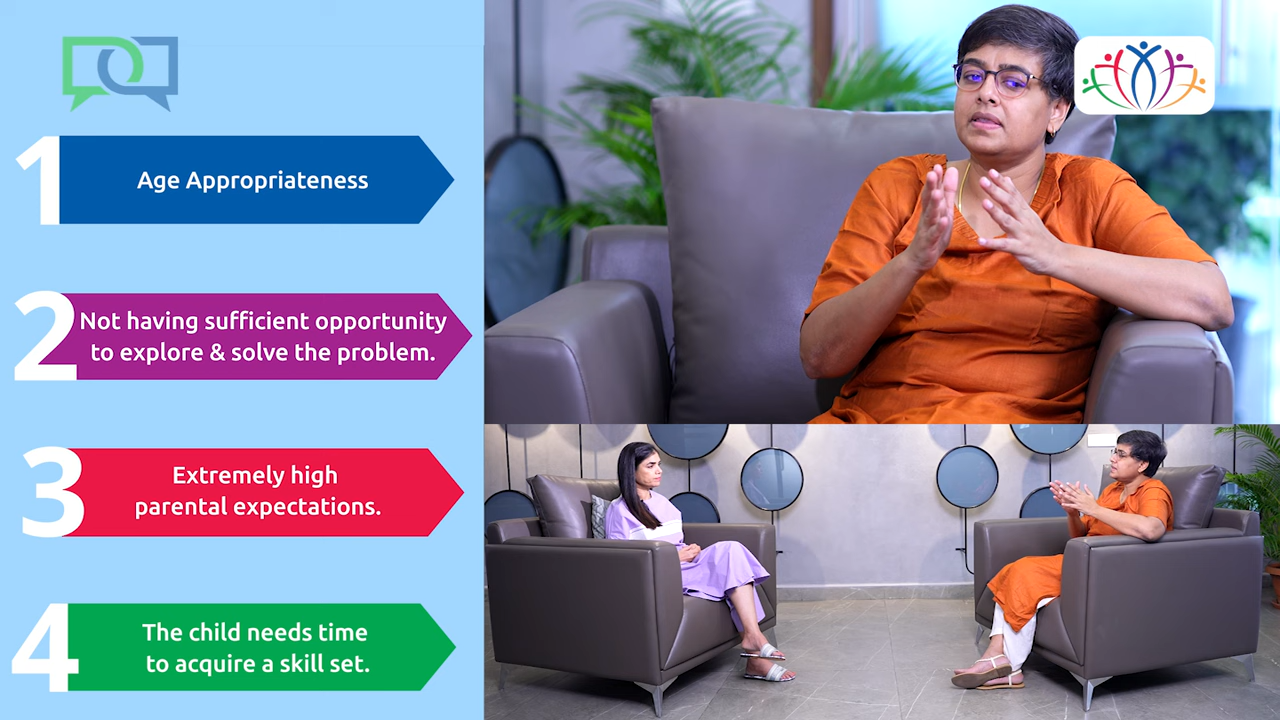 1
Age Appropriateness
2
Not having sufficient opportunity
to explore & solve the problem.
3
Extremely high
parental expectations.
4
The child needs time
to acquire a skill set.